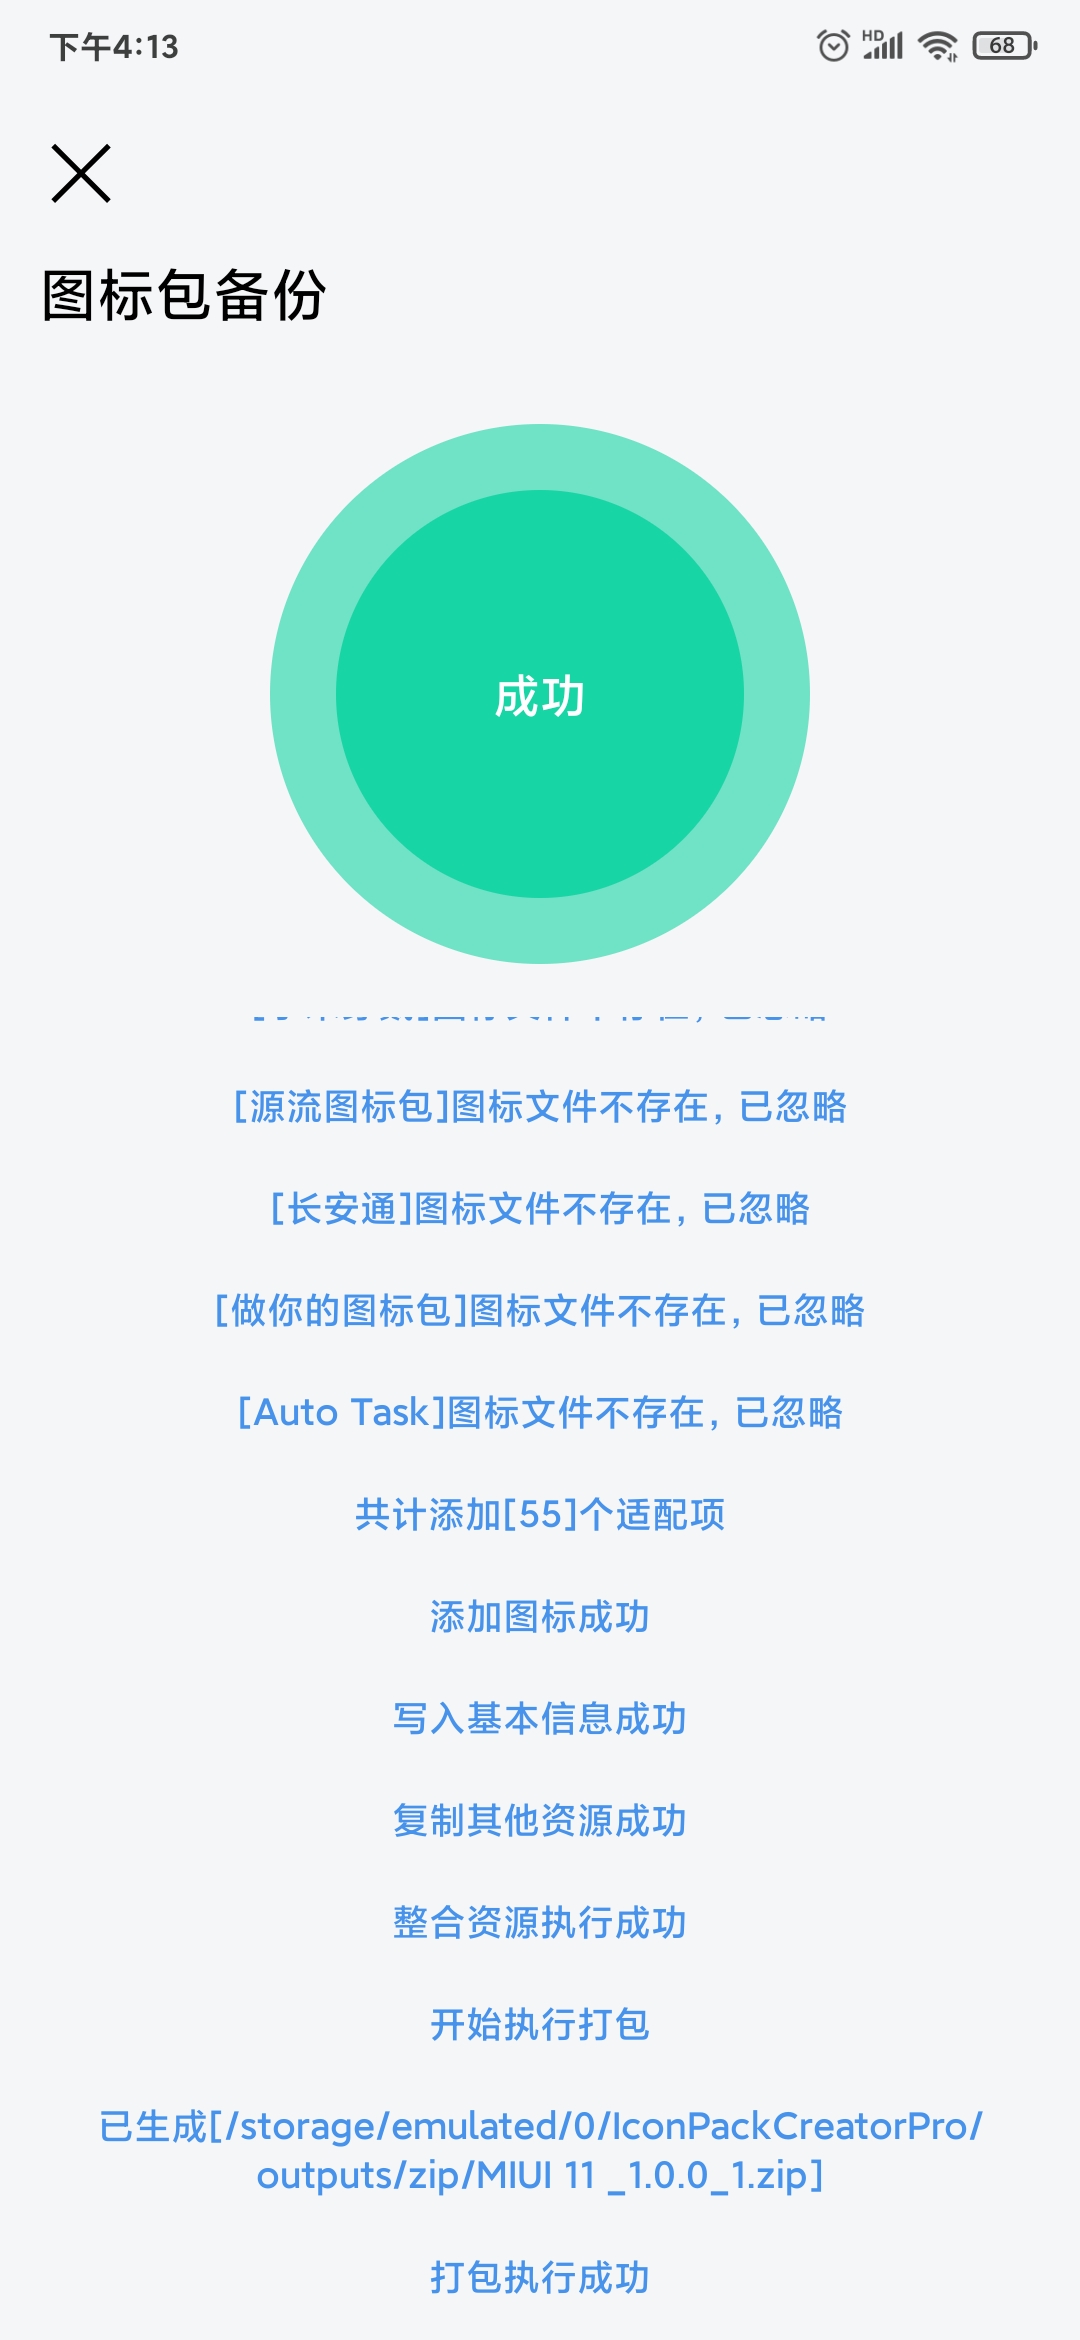 下午4:13
HD
68
图标包备份
成功
[源流图标包]图标文件不存在，已忽略
[长安通]图标文件不存在，已忽略
[做你的图标包]图标文件不存在，已忽略
[Auto Task]图标文件不存在，已忽略
共计添加[55]个适配项
添加图标成功
写入基本信息成功
复制其他资源成功
整合资源执行成功
开始执行打包
已生成[/storage/emulated/0/IconPackCreatorPro/
outputs/zip/MIUI 11 _1.0.0_1.zip]
打包执行成功